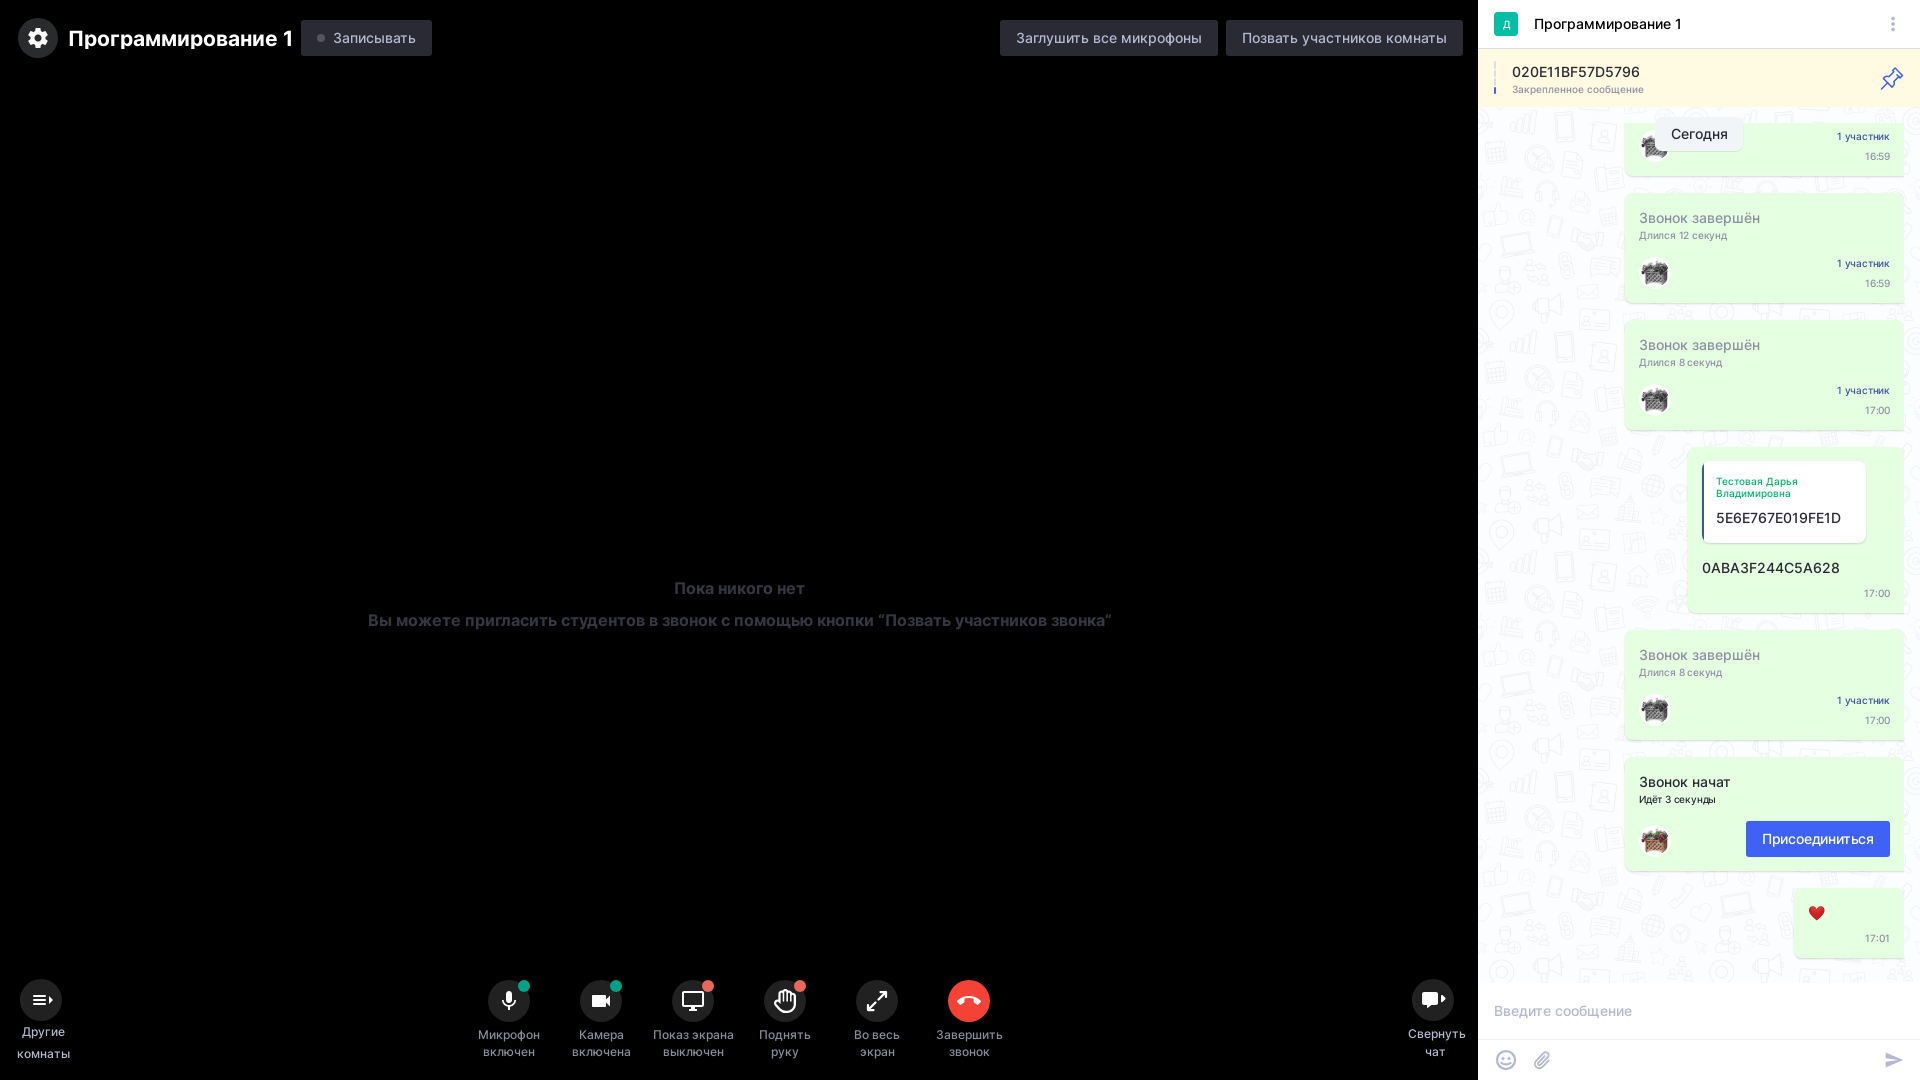 Программирование 1
Записывать
Заглушить все микрофоны
Позвать участников комнаты
Пока никого нет
Вы можете пригласить студентов в звонок с помощью кнопки “Позвать участников звонка”
Другие
комнаты
Микрофон
включен
Камера
включена
Показ экрана
выключен
Поднять
руку
Во весь
экран
Завершить
звонок
Свернуть
чат
Д
Программирование 1
020E11BF57D5796
Закрепленное сообщение
Сегодня
1 участник
16:59
Звонок завершён
Длился 12 секунд
1 участник
16:59
Звонок завершён
Длился 8 секунд
1 участник
17:00
Тестовая Дарья
Владимировна
5E6E767E019FE1D
0ABA3F244C5A628
17:00
Звонок завершён
Длился 8 секунд
1 участник
17:00
Звонок начат
Идёт 3 секунды
Присоединиться
17:01
Введите сообщение